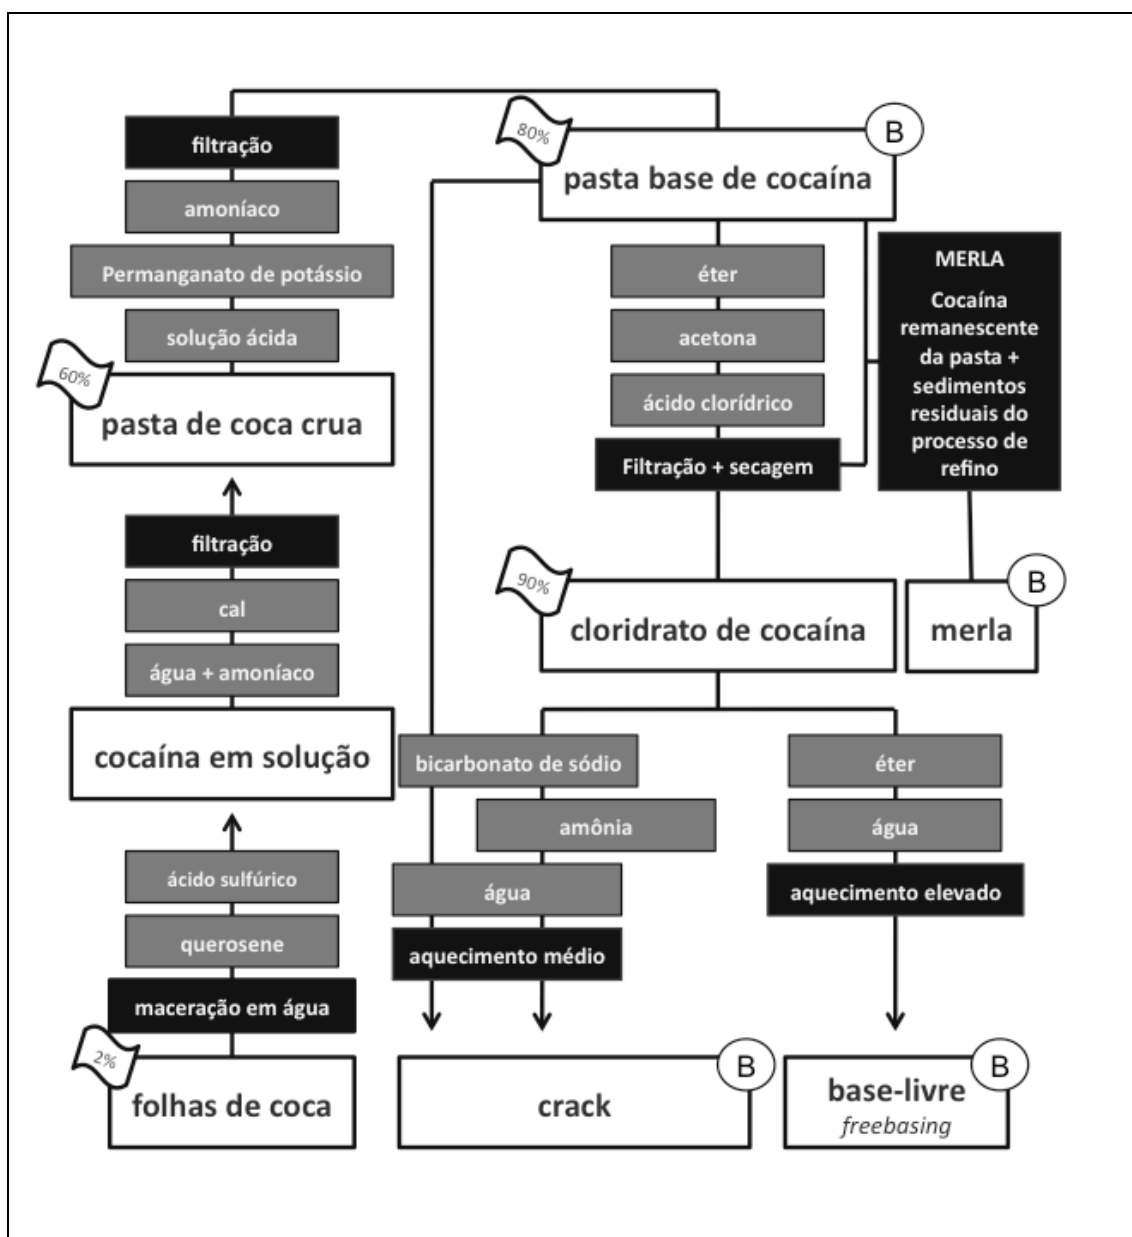 filtração
amoníaco
Permanganato de potássio
solução ácida
60%
pasta de coca crua
filtração
cal
água + amoníaco
cocaína em solução
ácido sulfúrico
querosene
maceração em água
2%
folhas de coca
80%
B
pasta base de cocaína
éter
acetona
ácido clorídrico
Filtração + secagem
MERLA
Cocaína
remanescente
da pasta +
sedimentos
residuais do
processo de
refino
90%
cloridrato de cocaína
B
merla
bicarbonato de sódio
amônia
água
aquecimento médio
B
crack
éter
água
aquecimento elevado
B
base-livre
freebasing